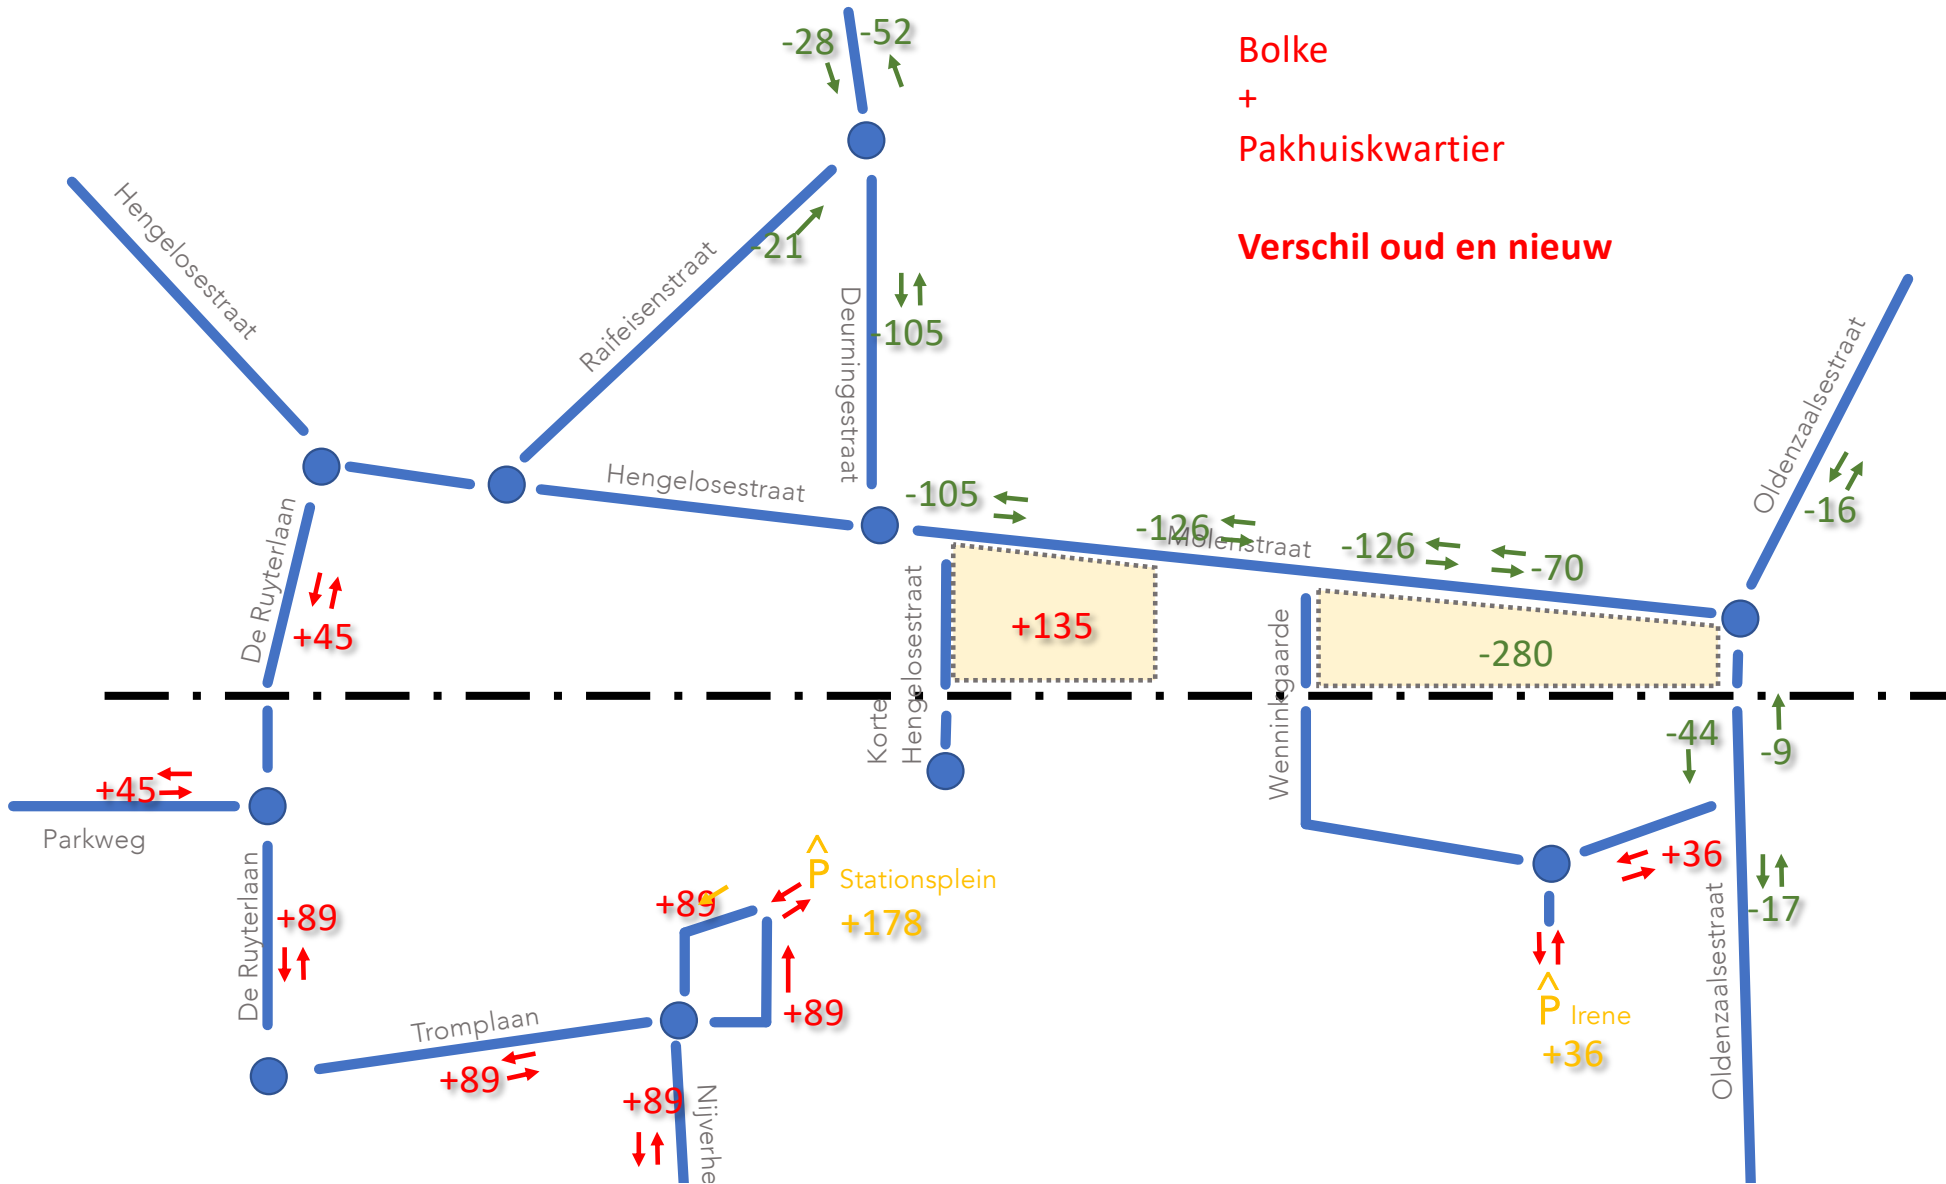 -28
-52
Bolke
+
Pakhuiskwartier
Verschil oud en nieuw
Hengelosestraat
Raifeisenstraat
-21
Deurningestraat
-105
Oldenzaalsestraat
-16
Hengelosestraat
-105
-126
Molenstraat
-126
-70
De Ruyterlaan
+45
Korte
Hengelosestraat
+135
Wenninkgaarde
-280
-44
-9
+45
Parkweg
De Ruyterlaan
+89
+89
P Stationsplein
+178
+89
+36
Oldenzaalsestraat
-17
P Irene
+36
Tromplaan
+89
+89
Nijverhe